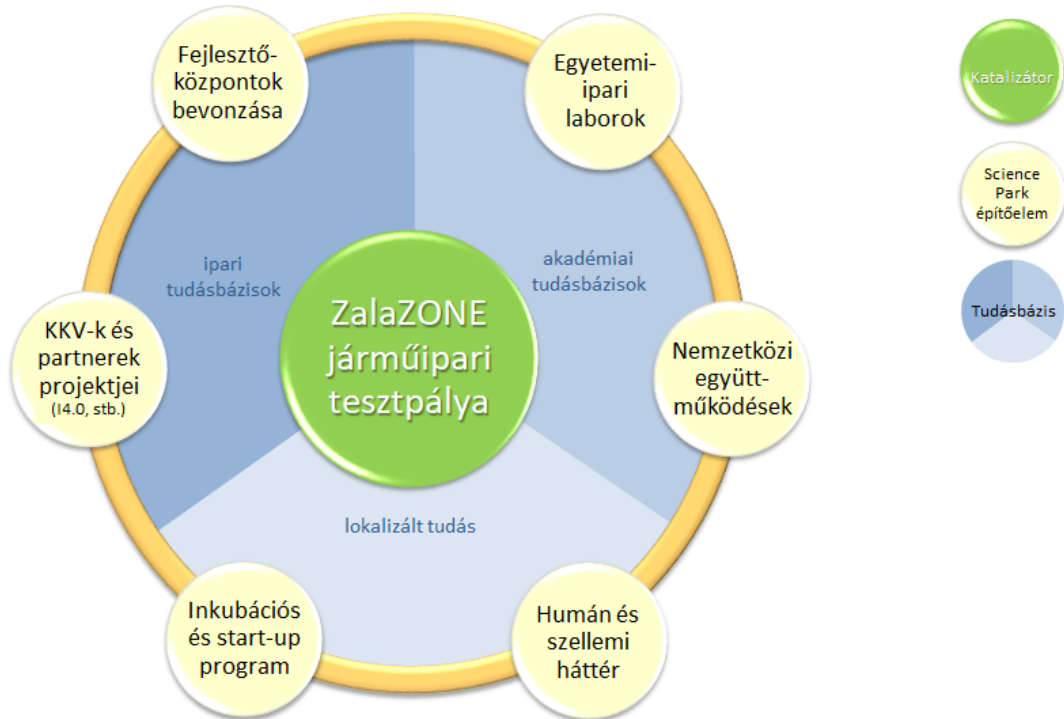 Fejlesztő-
központok
bevonzása
Egyetemi-
ipari
laborok
ipari
tudásbázisok
akadémiai
tudásbázisok
ZalaZONE
járműipari
tesztpálya
KKV-k és
partnerek
projektjei
(I4.0, stb.)
Nemzetközi
együtt-
működések
lokalizált tudás
Inkubációs
és start-up
program
Humán és
szellemi
háttér
Katalizátor
Science
Park
építőelem
Tudásbázis